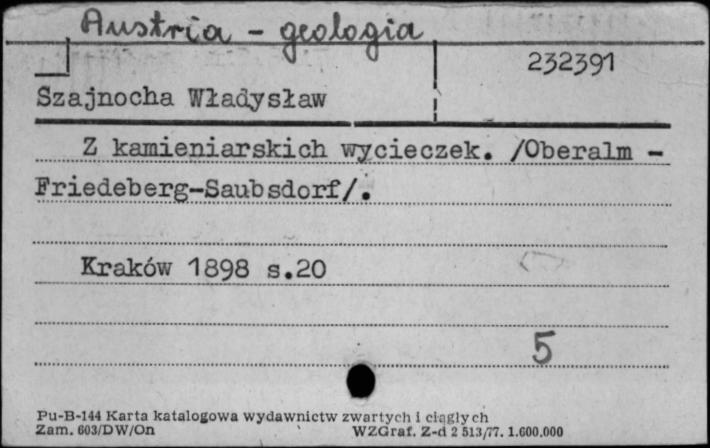 Austria - geologia
232391
Szajnocha Władysław
Z kamieniarskich wycieczek. /Oberalm -
Friedeberg-Saubsdorf/.
Kraków 1898 s.20
5
Pu-B-144 Karta katalogowa wydawnictw zwartych i ciągłych
Zam. 603/DW/On WZGraf. Z-d 2 513/77. 1.600.000